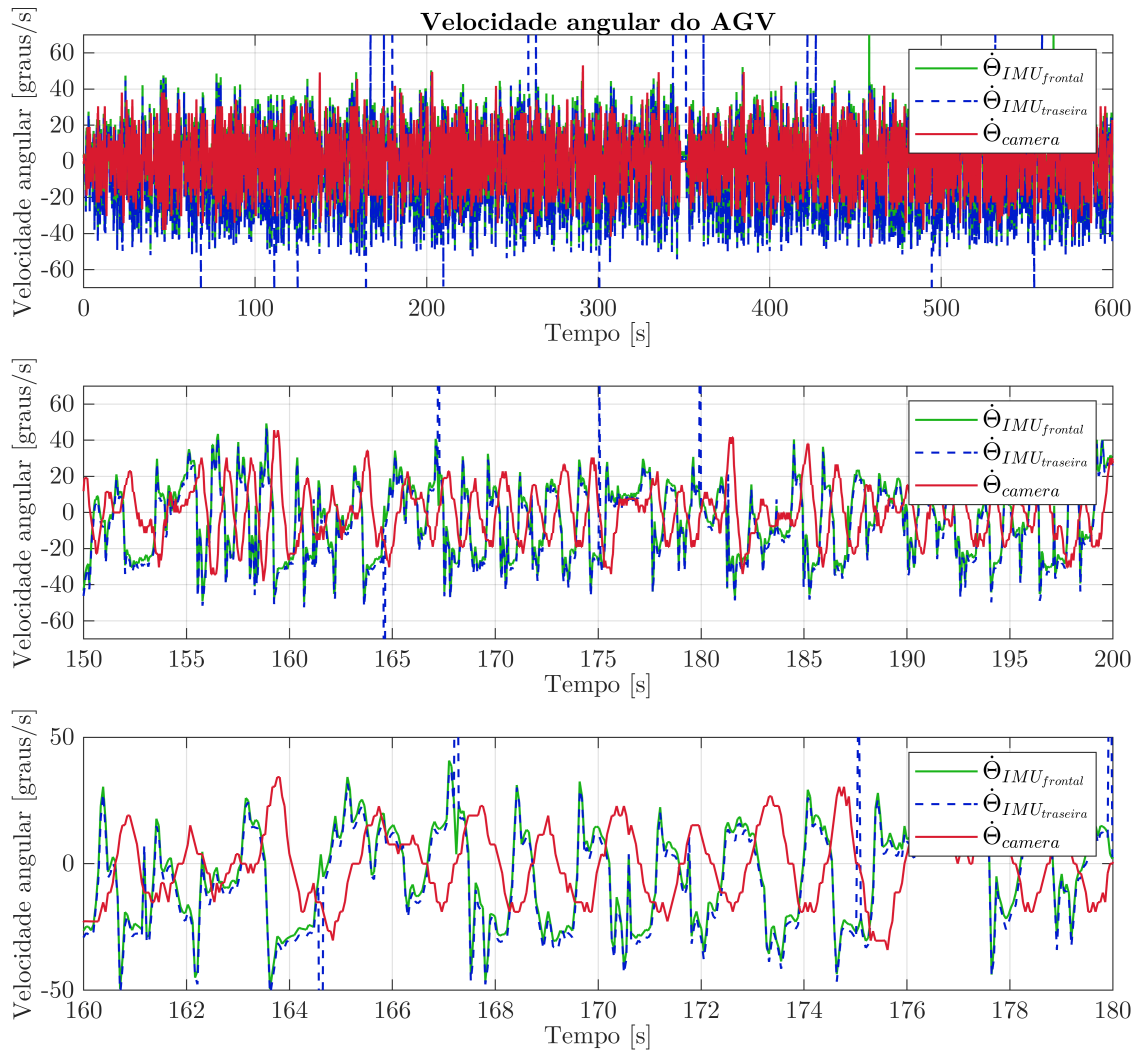 Velocidade angular do AGV
Velocidade angular [graus/s]
60
40
20
0
-20
-40
-60
0 100 200 300 400 500 600
Tempo [s]
Θ̇IMUfrontal
Θ̇IMUtraseira
Θ̇camera
Velocidade angular [graus/s]
60
40
20
0
-20
-40
-60
150 155 160 165 170 175 180 185 190 195 200
Tempo [s]
Θ̇IMUfrontal
Θ̇IMUtraseira
Θ̇camera
Velocidade angular [graus/s]
50
0
-50
160 162 164 166 168 170 172 174 176 178 180
Tempo [s]
Θ̇IMUfrontal
Θ̇IMUtraseira
Θ̇camera